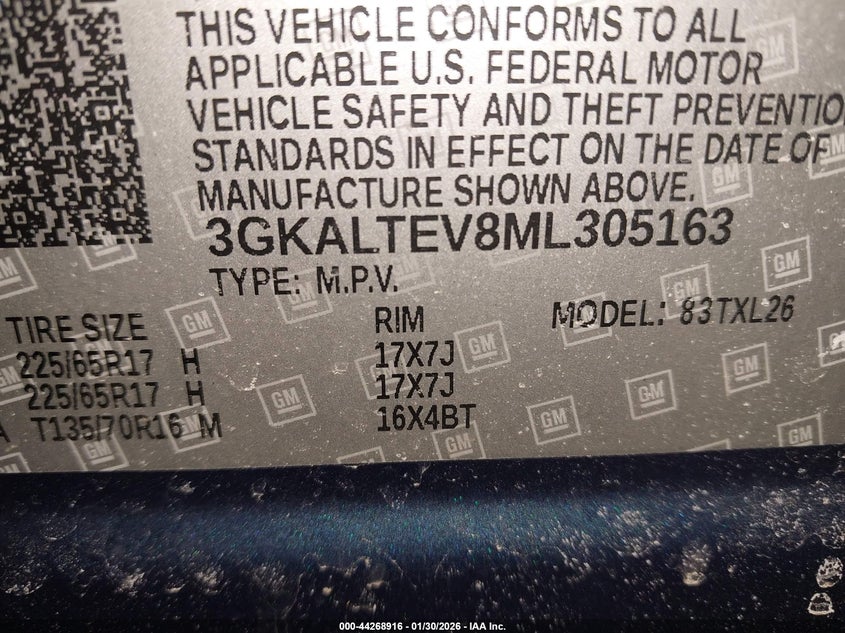 THIS VEHICLE CONFORMS TO ALL
APPLICABLE U.S. FEDERAL MOTOR
VEHICLE SAFETY AND THEFT PREVENTIO
STANDARDS IN EFFECT ON THE DATE OF
MANUFACTURE SHOWN ABOVE.
3GKALTEV8ML305163
TYPE: M.P.V.
MODEL: 83TXL26
TIRE SIZE RIM
225/65R17 H 17X7J
225/65R17 H 17X7J
A T135/70R16 M 16X4BT
GM
000-44268916 - 01/30/2026 - IAA Inc.